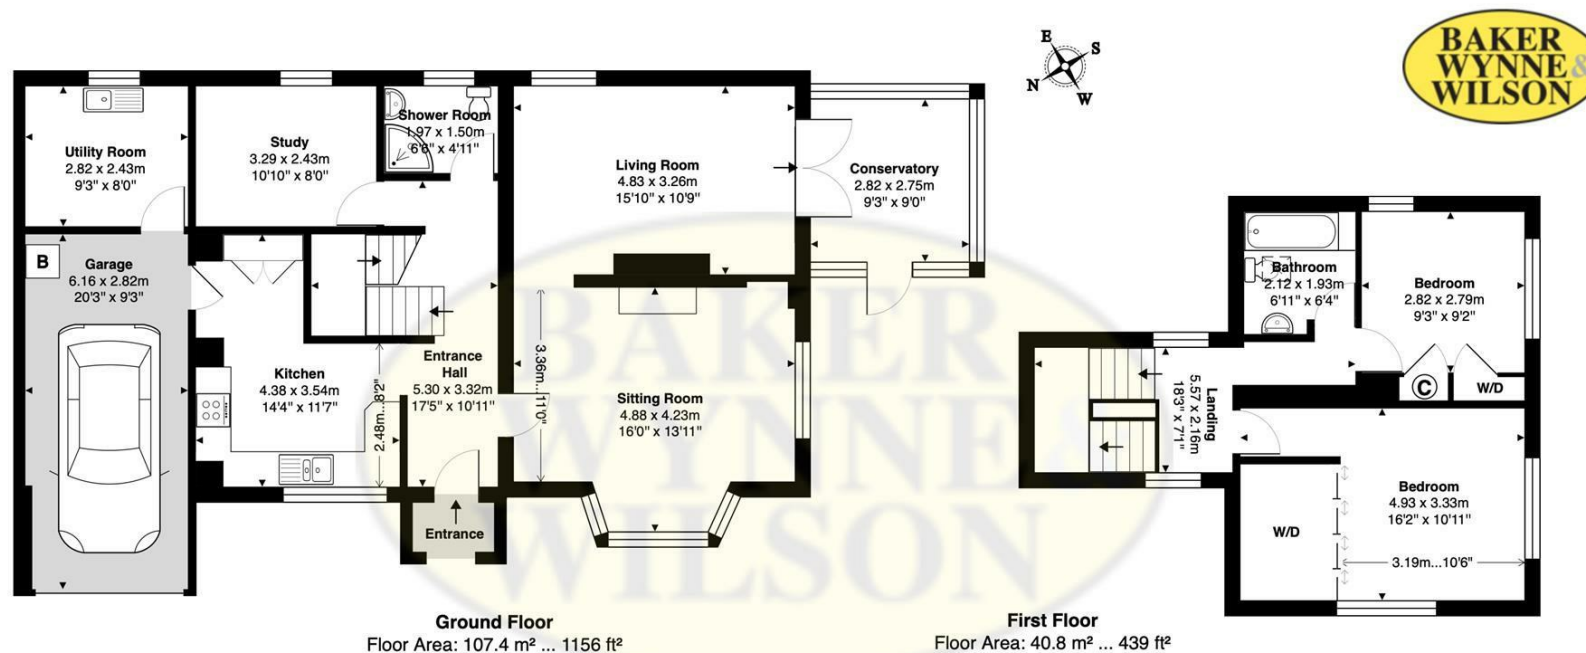 E
S
N
W
BAKER
WYNNE &
WILSON
Utility Room
2.82 x 2.43m
9'3" x 8'0"
Study
3.29 x 2.43m
10'10" x 8'0"
Shower Room
1.97 x 1.50m
6'6" x 4'11"
Living Room
4.83 x 3.26m
15'10" x 10'9"
Conservatory
2.82 x 2.75m
9'3" x 9'0"
B
Garage
6.16 x 2.82m
20'3" x 9'3"
Kitchen
4.38 x 3.54m
14'4" x 11'7"
2.48m...8'2"
Entrance
Hall
5.30 x 3.32m
17'5" x 10'11"
3.36m...11'0"
Sitting Room
4.88 x 4.23m
16'0" x 13'11"
Entrance
Bathroom
2.12 x 1.93m
6'11" x 6'4"
Bedroom
2.82 x 2.79m
9'3" x 9'2"
C
W/D
Landing
5.57 x 2.16m
18'3" x 7'1"
Bedroom
4.93 x 3.33m
16'2" x 10'11"
W/D
3.19m...10'6"
BAKER
WYNNE &
WILSON
Ground Floor
Floor Area: 107.4 m² ... 1156 ft²
First Floor
Floor Area: 40.8 m² ... 439 ft²